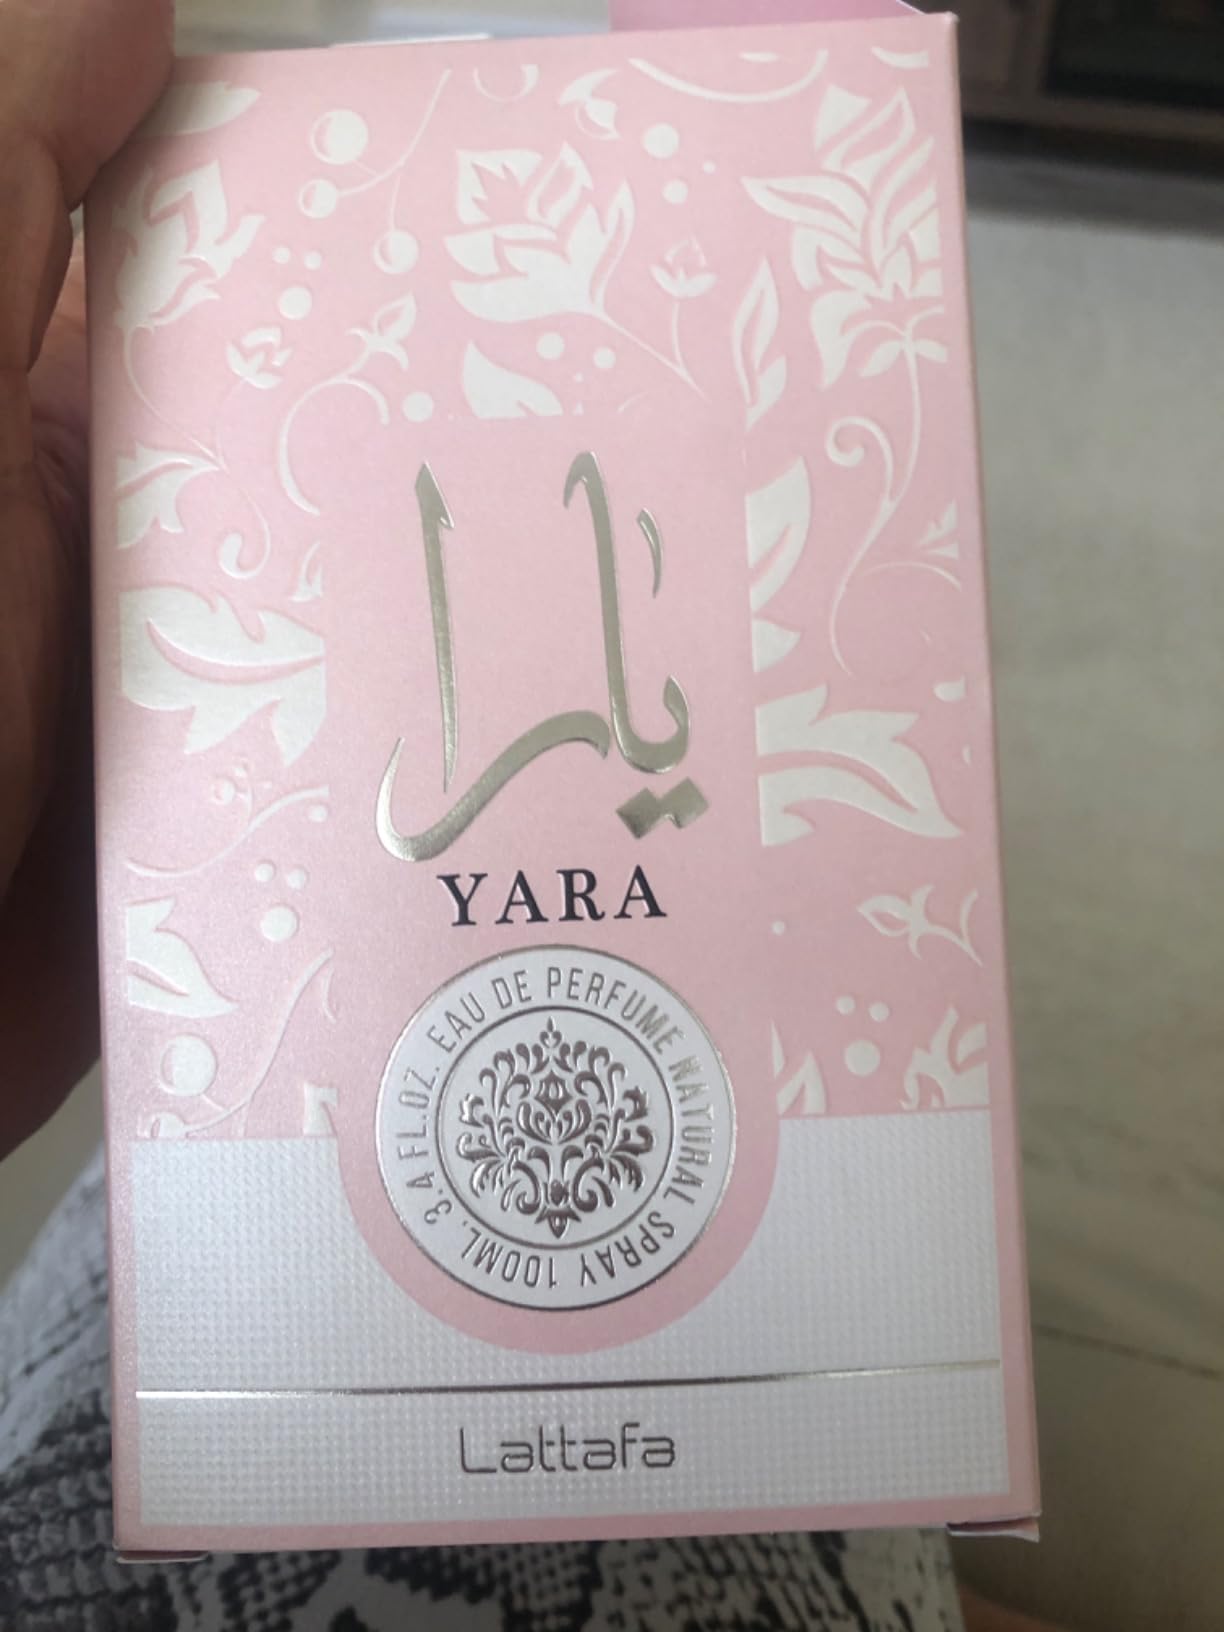 يارا
YARA
EAU DE PERFUME NATURAL SPRAY 100ML, 3.4 FL.OZ.
Lattafa